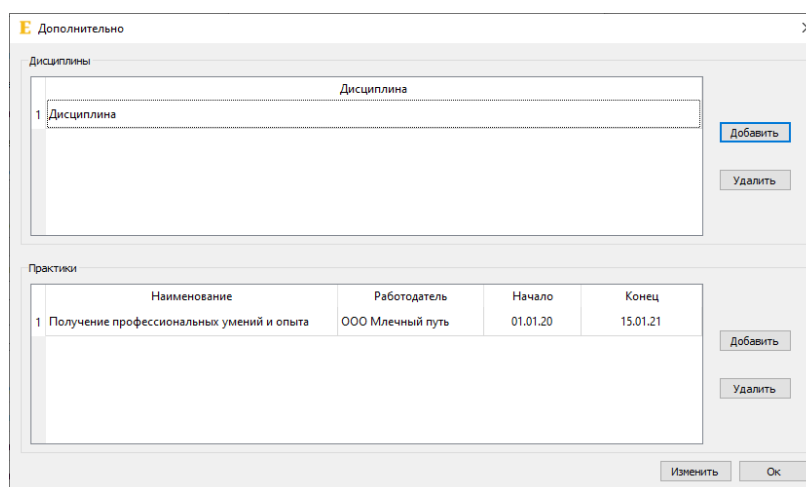 E Дополнительно
Дисциплины
Дисциплина
1 Дисциплина
Добавить
Удалить
Практики
Наименование Работодатель Начало Конец
1 Получение профессиональных умений и опыта ООО Млечный путь 01.01.20 15.01.21
Добавить
Удалить
Изменить Ок